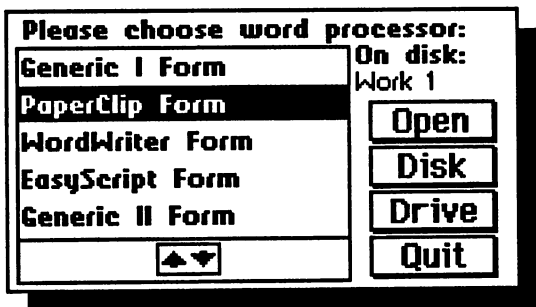 Please choose word processor:
On disk:
Work 1
Generic I Form
PaperClip Form
WordWriter Form
EasyScript Form
Generic II Form
Open
Disk
Drive
Quit